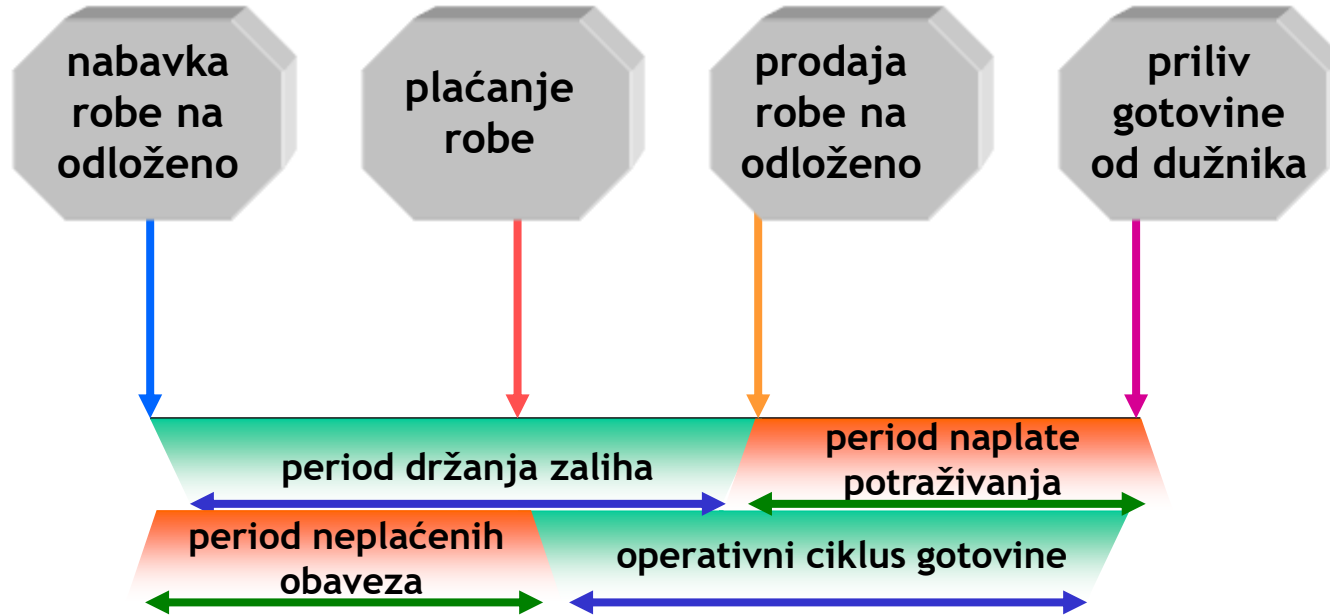 nabavka
robe na
odloženo
plaćanje
robe
prodaja
robe na
odloženo
priliv
gotovine
od dužnika
period držanja zaliha
period naplate
potraživanja
period neplaćenih
obaveza
operativni ciklus gotovine